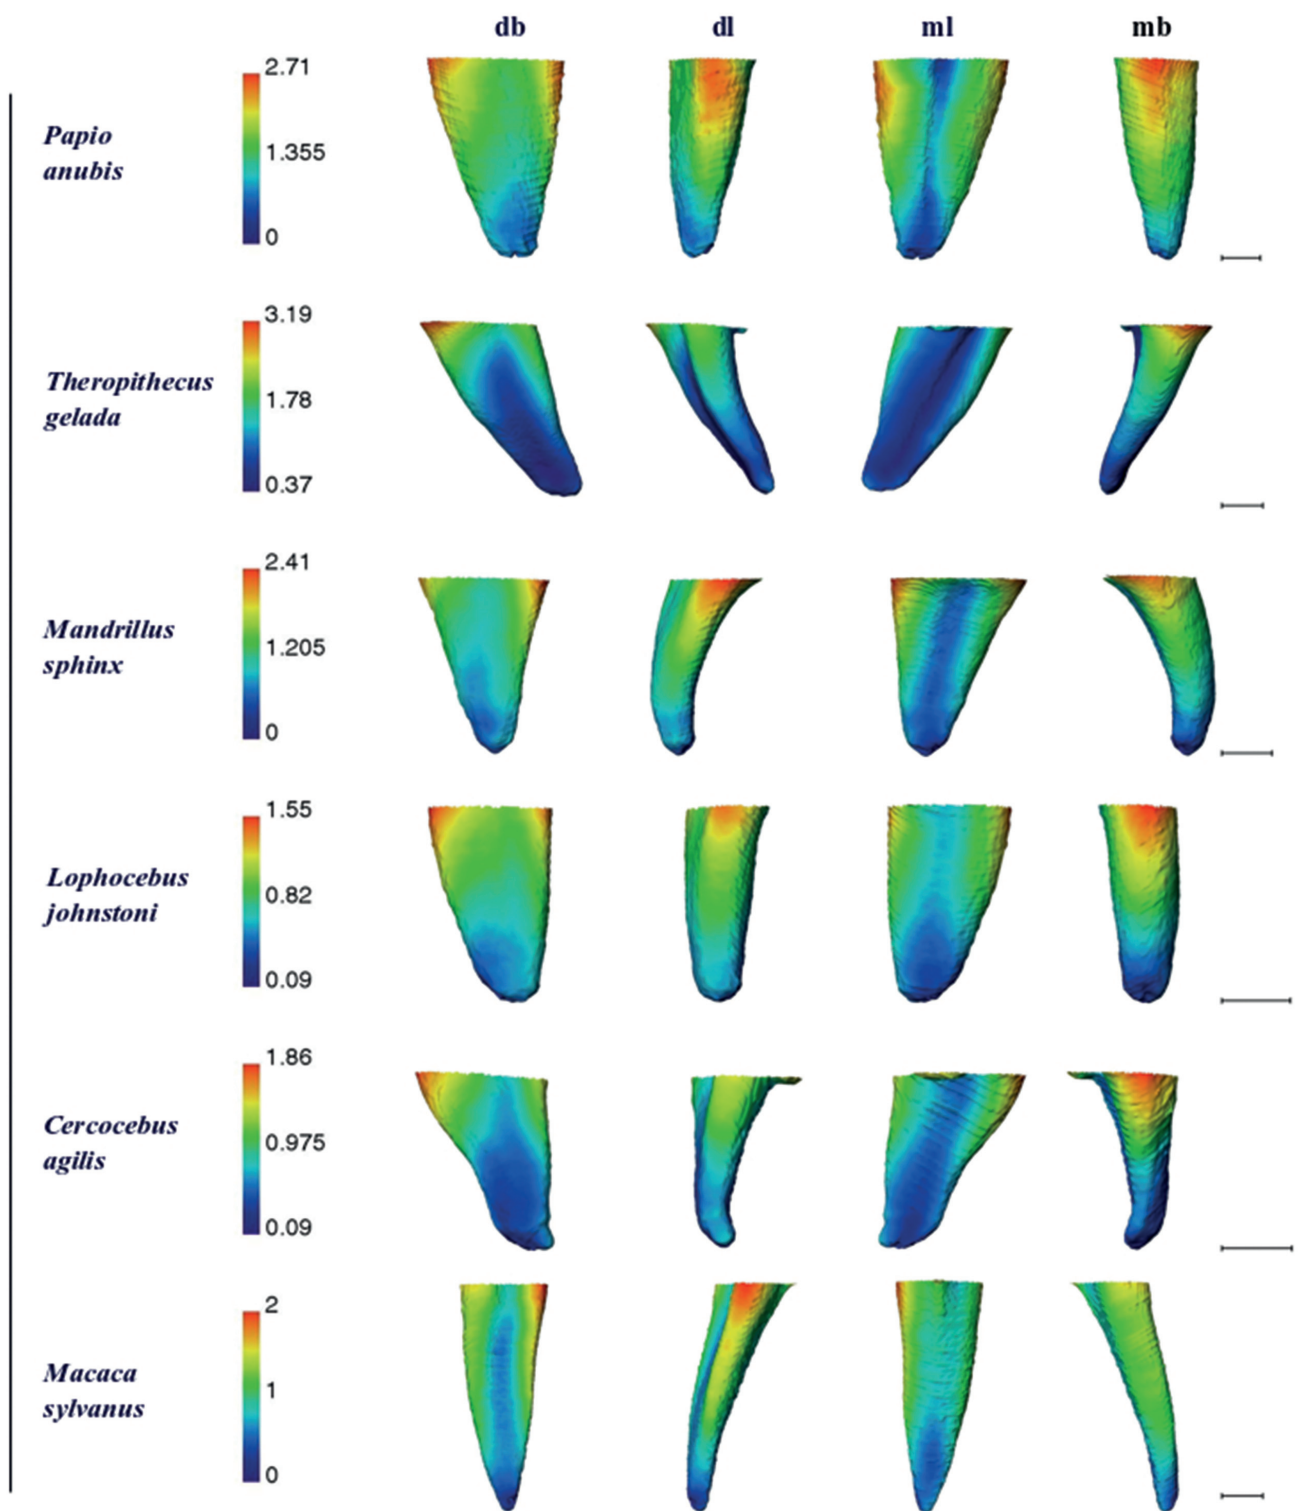 db dl ml mb
2.71
Papio
anubis
1.355
0
3.19
Theropithecus
gelada
1.78
0.37
2.41
Mandrillus
sphinx
1.205
0
1.55
Lophocebus
johnstoni
0.82
0.09
1.86
Cercocebus
agilis
0.975
0.09
2
Macaca
sylvanus
1
0